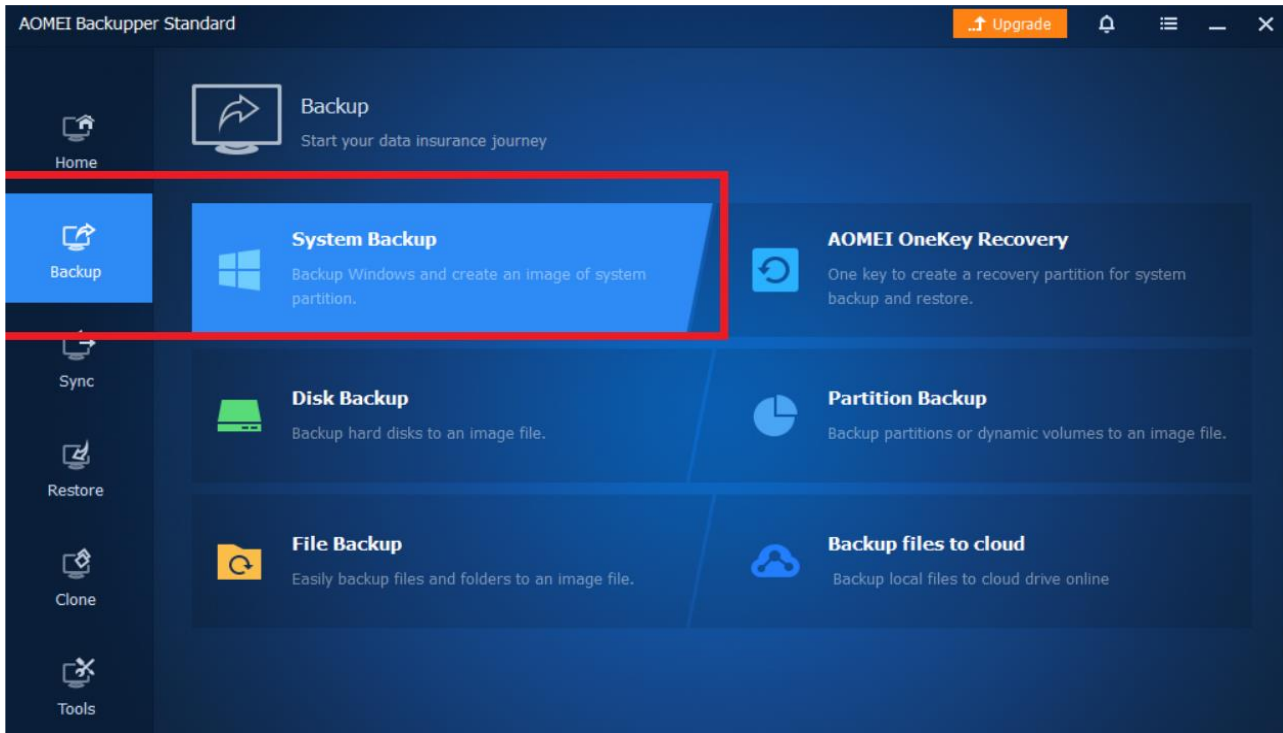 AOMEI Backupper Standard
Upgrade
Home
Backup
Sync
Restore
Clone
Tools
Backup
Start your data insurance journey
System Backup
Backup Windows and create an image of system
partition.
AOMEI OneKey Recovery
One key to create a recovery partition for system
backup and restore.
Disk Backup
Backup hard disks to an image file.
Partition Backup
Backup partitions or dynamic volumes to an image file.
File Backup
Easily backup files and folders to an image file.
Backup files to cloud
Backup local files to cloud drive online